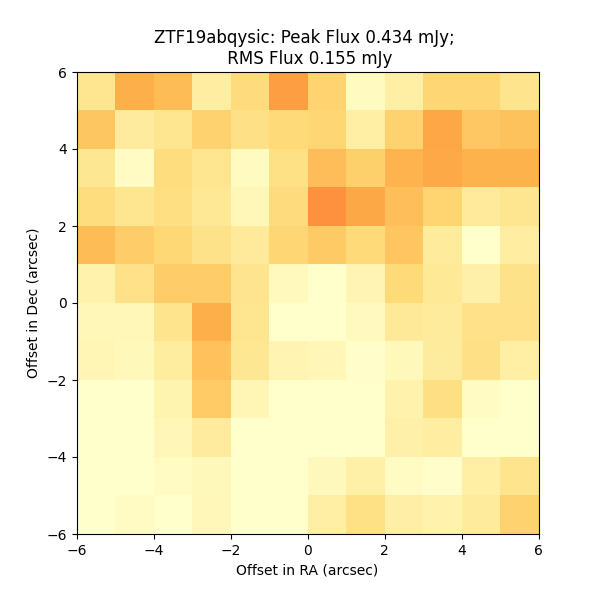 ZTF19abqysic: Peak Flux 0.434 mJy;
RMS Flux 0.155 mJy
6
4
2
0
−2
−4
−6
Offset in Dec (arcsec)
−6 −4 −2 0 2 4 6
Offset in RA (arcsec)